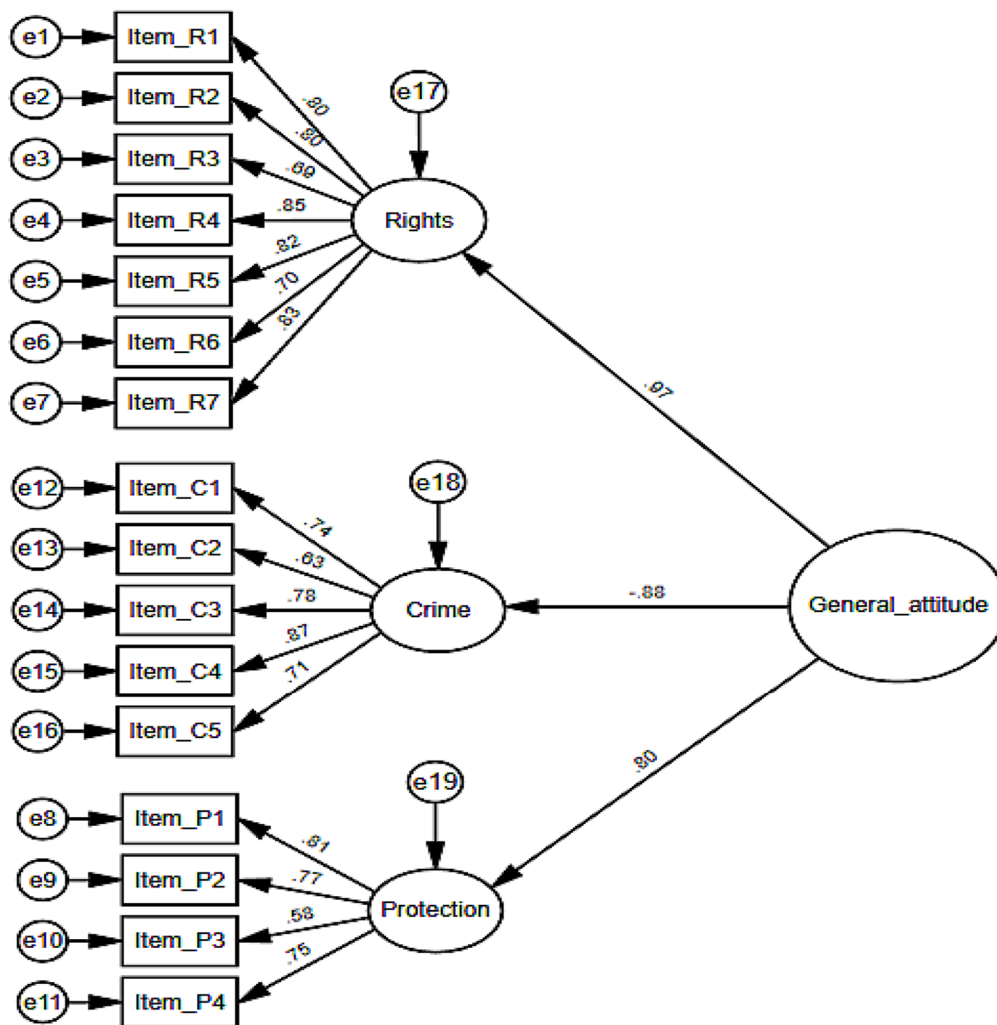 e1 Item_R1
e2 Item_R2
e3 Item_R3
e4 Item_R4
e5 Item_R5
e6 Item_R6
e7 Item_R7
.80
.80
.69
.85
.82
.70
.83
e17
Rights
.97
e12 Item_C1
e13 Item_C2
e14 Item_C3
e15 Item_C4
e16 Item_C5
.74
.63
.78
.87
.71
e18
Crime
-.88
General_attitude
.80
e8 Item_P1
e9 Item_P2
e10 Item_P3
e11 Item_P4
.81
.77
.58
.75
e19
Protection